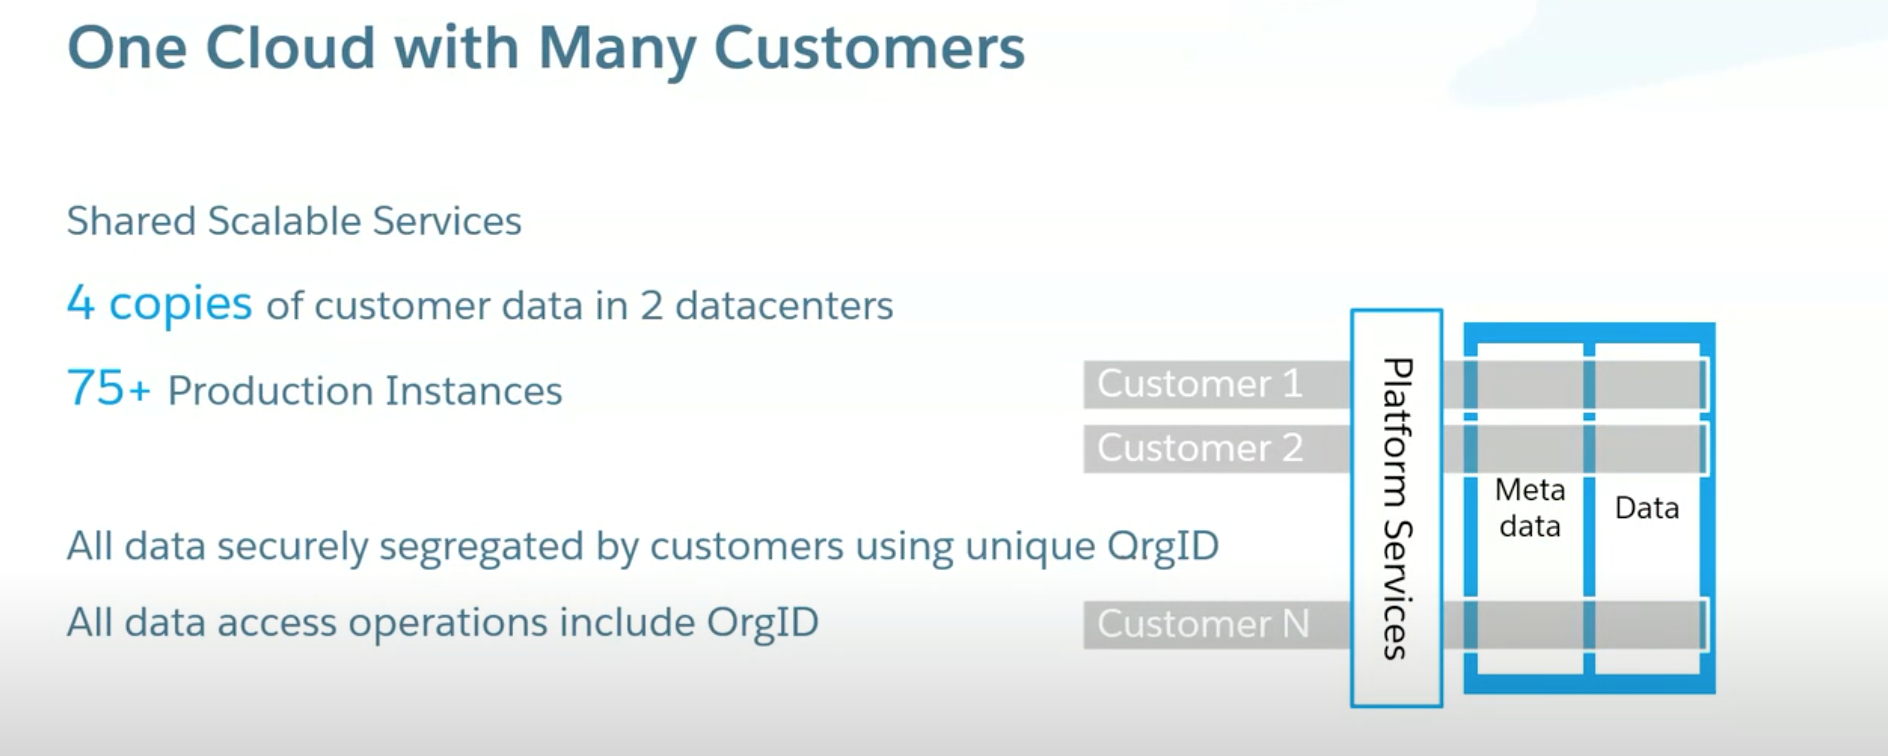 One Cloud with Many Customers
Shared Scalable Services
4 copies of customer data in 2 datacenters
75+ Production Instances
All data securely segregated by customers using unique OrgID
All data access operations include OrgID
Customer 1
Customer 2
Customer N
Platform Services
Meta
data
Data